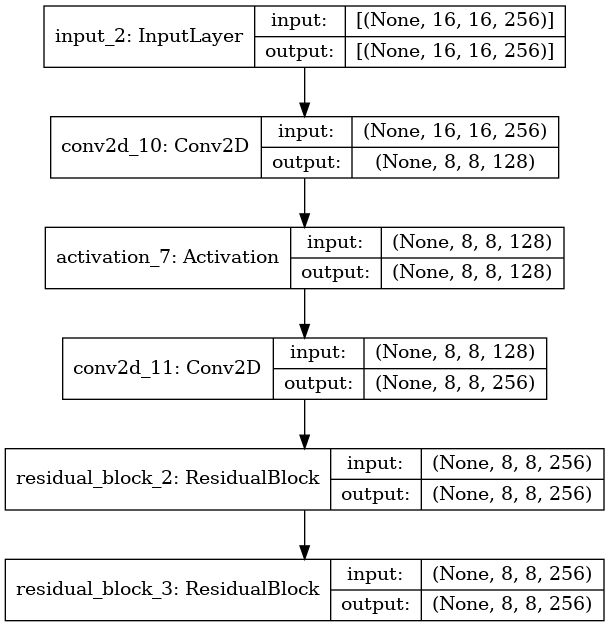 input_2: InputLayer
input: [(None, 16, 16, 256)]
output: [(None, 16, 16, 256)]
conv2d_10: Conv2D
input: (None, 16, 16, 256)
output: (None, 8, 8, 128)
activation_7: Activation
input: (None, 8, 8, 128)
output: (None, 8, 8, 128)
conv2d_11: Conv2D
input: (None, 8, 8, 128)
output: (None, 8, 8, 256)
residual_block_2: ResidualBlock
input: (None, 8, 8, 256)
output: (None, 8, 8, 256)
residual_block_3: ResidualBlock
input: (None, 8, 8, 256)
output: (None, 8, 8, 256)